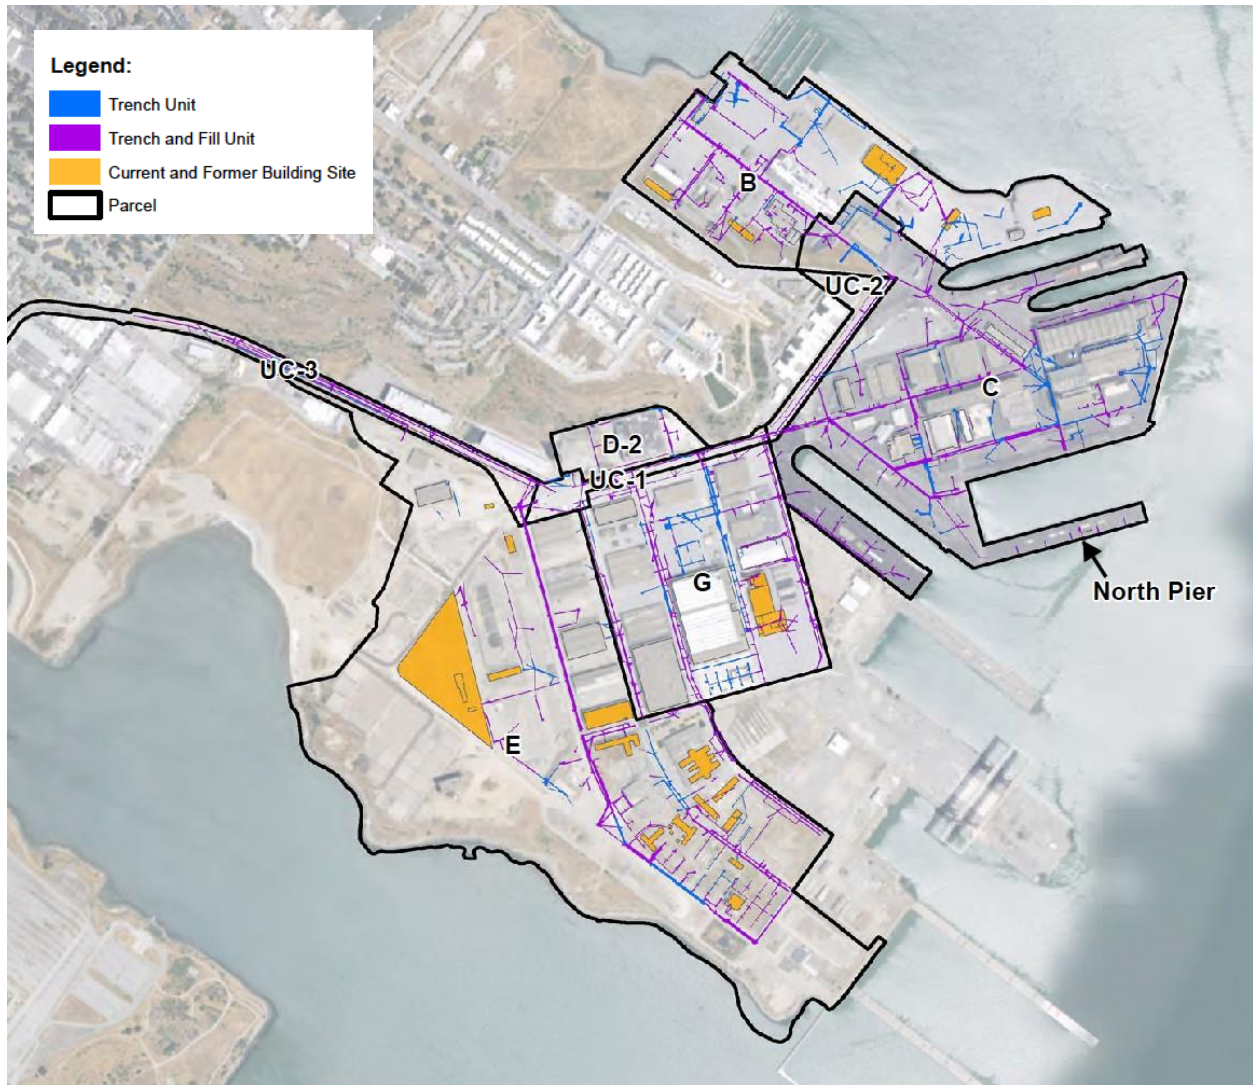 Legend:
Trench Unit
Trench and Fill Unit
Current and Former Building Site
Parcel
B
UC-2
UC-3
C
D-2
UC-1
G
North Pier
E